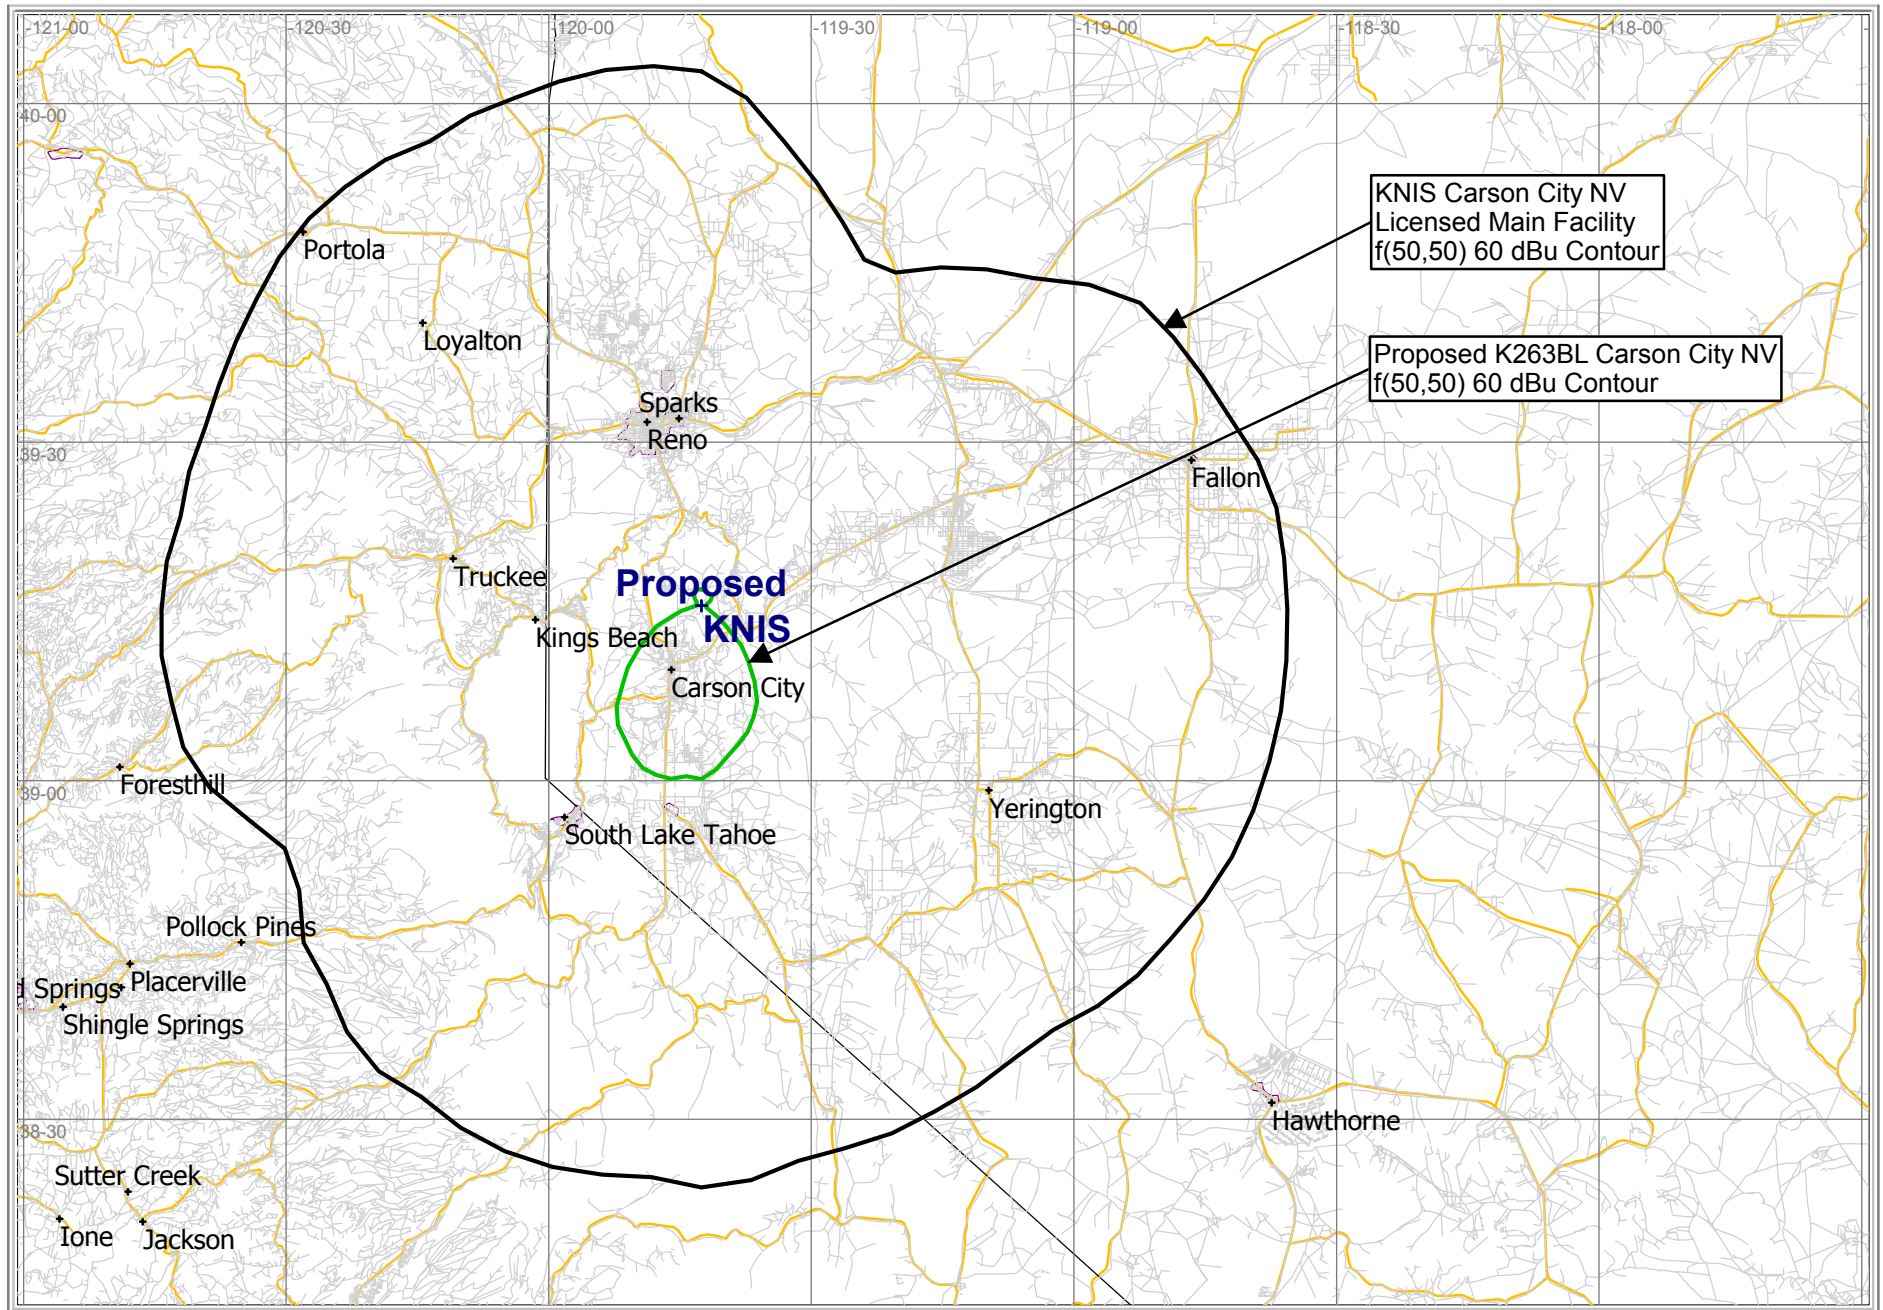 -121-00
-120-30
-120-00
-119-30
-119-00
-118-30
-118-00
40-00
KNIS Carson City NV
Licensed Main Facility
f(50,50) 60 dBu Contour
Portola
Loyalton
Proposed K263BL Carson City NV
f(50,50) 60 dBu Contour
Sparks
Reno
39-30
Fallon
Truckee
Proposed
KNIS
Kings Beach
Carson City
Foresthill
39-00
Yerington
South Lake Tahoe
Pollock Pines
Placerville
d Springs
Shingle Springs
Hawthorne
38-30
Sutter Creek
Ione
Jackson